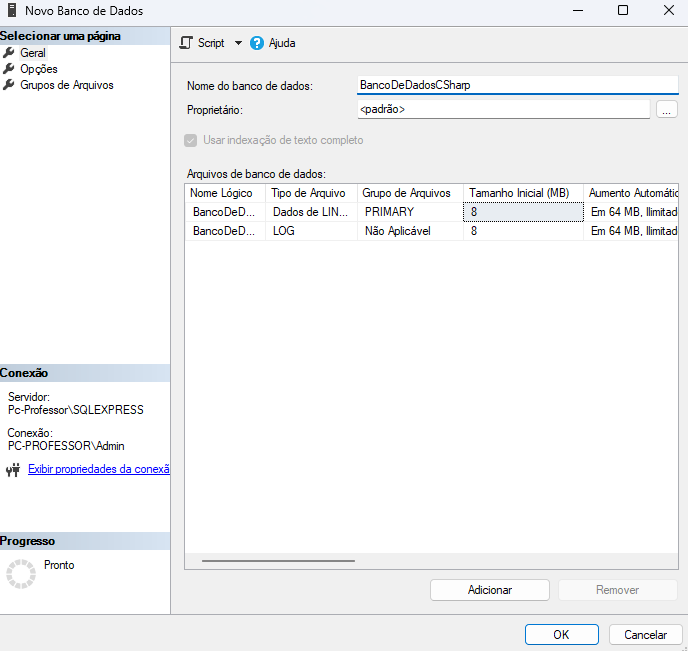 Novo Banco de Dados
Selecionar uma página
Geral
Opções
Grupos de Arquivos
Script
Ajuda
Nome do banco de dados: BancoDeDadosCSharp
Proprietário: <padrão> ...
Usar indexação de texto completo
Arquivos de banco de dados:
Nome Lógico Tipo de Arquivo Grupo de Arquivos Tamanho Inicial (MB) Aumento Automátic
BancoDeD... Dados de LIN... PRIMARY 8 Em 64 MB, Ilimitad
BancoDeD... LOG Não Aplicável 8 Em 64 MB, Ilimitad
Conexão
Servidor:
Pc-Professor\SQLEXPRESS
Conexão:
PC-PROFESSOR\Admin
Exibir propriedades da conexã
Progresso
Pronto
Adicionar Remover
OK Cancelar